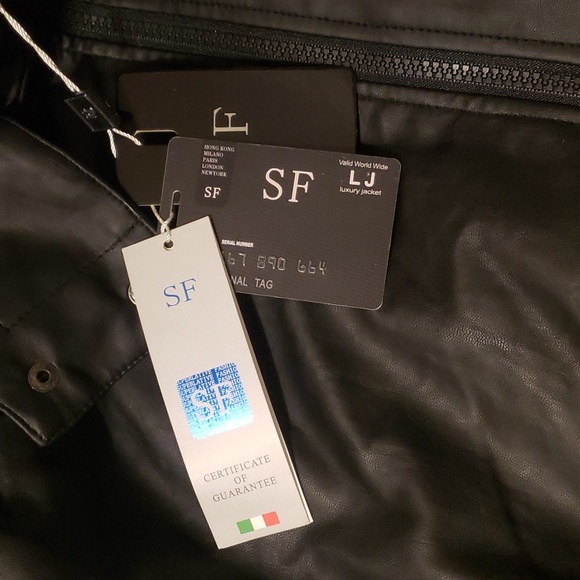 F
HONG KONG
MILANO
PARIS
LONDON
NEWYORK
SF
SF
Valid World Wide
LJ
luxury jacket
SERIAL NUMBER
67 890 664
NAL TAG
SF
SF
CERTIFICATE
OF
GUARANTEE